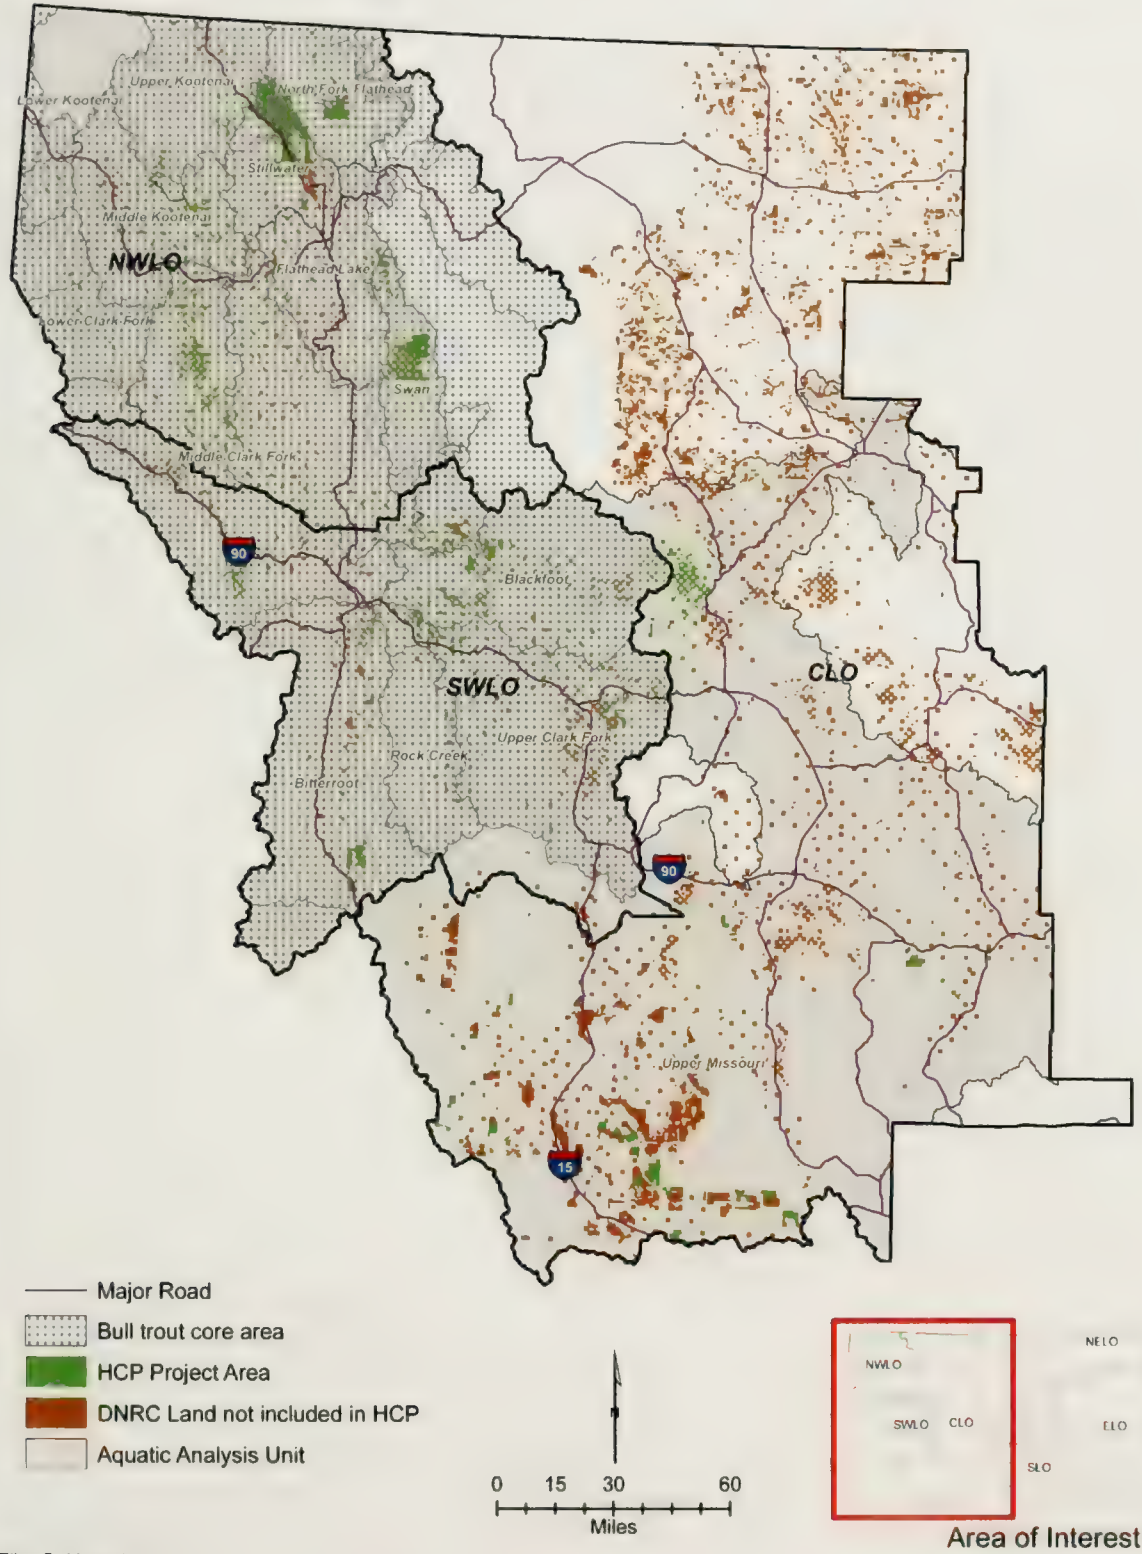 Upper Kootenai
North Fork Flathead
Lower Kootenai
Stillwater
Middle Kootenai
NWLO
Flathead Lake
Lower Clark Fork
Swan
Middle Clark Fork
90
Blackfoot
SWLO
CLO
Upper Clark Fork
Rock Creek
Bitterroot
90
Upper Missouri
15
Major Road
Bull trout core area
HCP Project Area
DNRC Land not included in HCP
Aquatic Analysis Unit
N
0 15 30 60
Miles
NWLO
NELO
SWLO CLO
ELO
SLO
Area of Interest